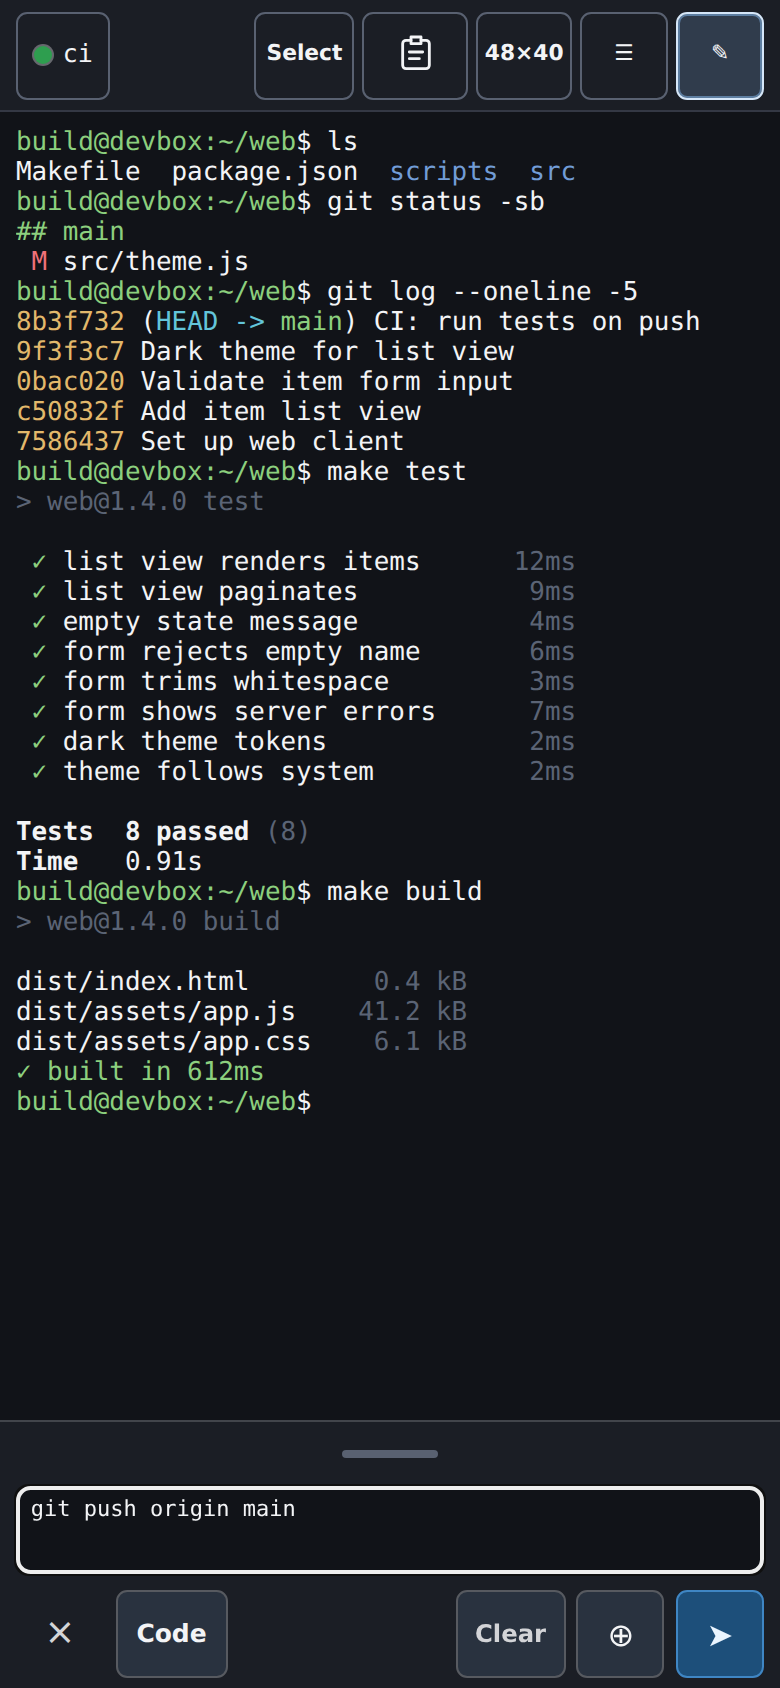 ci Select 48×40 ☰ ✎
build@devbox:~/web$ ls
Makefile  package.json  scripts  src
build@devbox:~/web$ git status -sb
## main
 M src/theme.js
build@devbox:~/web$ git log --oneline -5
8b3f732 (HEAD -> main) CI: run tests on push
9f3f3c7 Dark theme for list view
0bac020 Validate item form input
c50832f Add item list view
7586437 Set up web client
build@devbox:~/web$ make test
> web@1.4.0 test
✓ list view renders items      12ms
✓ list view paginates           9ms
✓ empty state message           4ms
✓ form rejects empty name       6ms
✓ form trims whitespace         3ms
✓ form shows server errors      7ms
✓ dark theme tokens             2ms
✓ theme follows system          2ms
Tests  8 passed (8)
Time   0.91s
build@devbox:~/web$ make build
> web@1.4.0 build
dist/index.html        0.4 kB
dist/assets/app.js    41.2 kB
dist/assets/app.css    6.1 kB
✓ built in 612ms
build@devbox:~/web$
git push origin main
× Code Clear ⊕ ➤